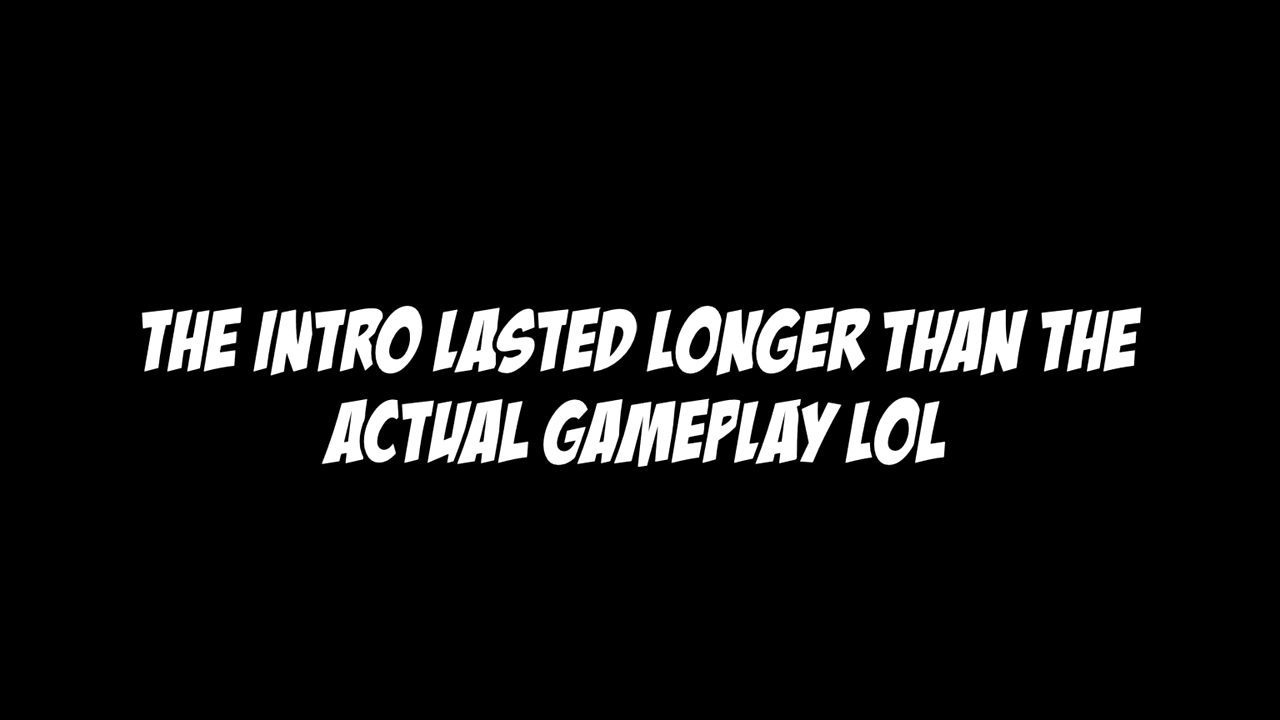 THE INTRO LASTED LONGER THAN THE
ACTUAL GAMEPLAY LOL